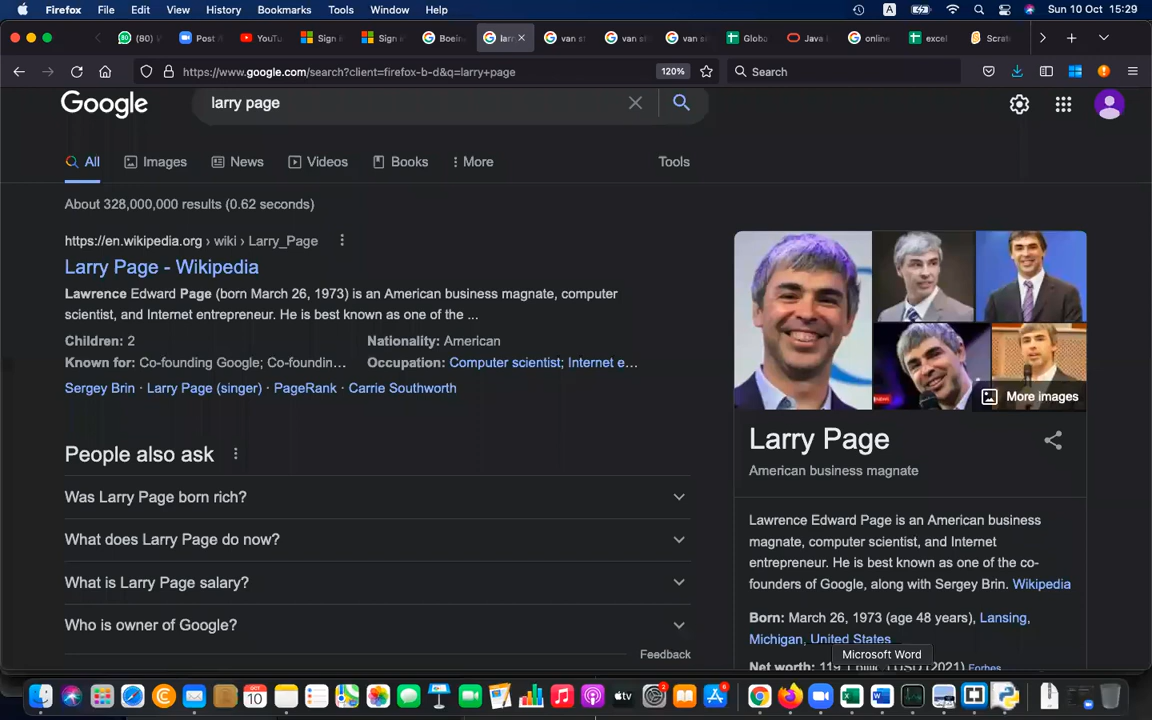 Firefox File Edit View History Bookmarks Tools Window Help A Sun 10 Oct 15:29
(80) Post YouTu Sign i Sign i Boein larr van s van si van si Globa Java online excel Scrat
https://www.google.com/search?client=firefox-b-d&q=larry+page 120% Search
Google larry page
All Images News Videos Books More Tools
About 328,000,000 results (0.62 seconds)
https://en.wikipedia.org › wiki › Larry_Page
Larry Page - Wikipedia
Lawrence Edward Page (born March 26, 1973) is an American business magnate, computer
scientist, and Internet entrepreneur. He is best known as one of the ...
Children: 2 Nationality: American
Known for: Co-founding Google; Co-foundin... Occupation: Computer scientist; Internet e...
Sergey Brin · Larry Page (singer) · PageRank · Carrie Southworth
People also ask
Was Larry Page born rich?
What does Larry Page do now?
What is Larry Page salary?
Who is owner of Google?
Feedback
More images
Larry Page
American business magnate
Lawrence Edward Page is an American business
magnate, computer scientist, and Internet
entrepreneur. He is best known as one of the co-
founders of Google, along with Sergey Brin. Wikipedia
Born: March 26, 1973 (age 48 years), Lansing,
Michigan, United States
Microsoft Word
Net worth: USD (2021) Forbes
OCT
10
tv